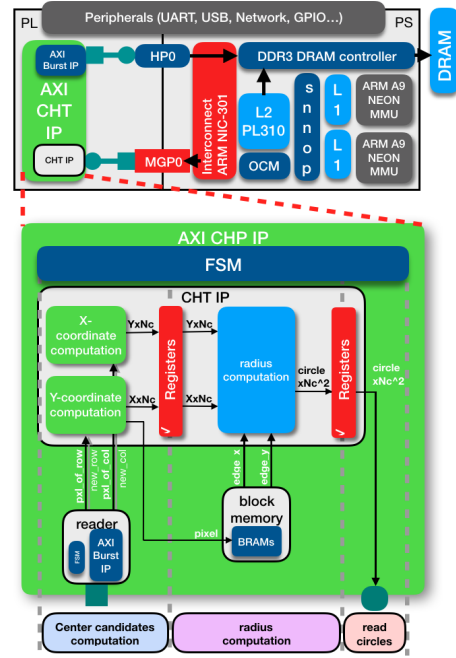 PL
Peripherals (UART, USB, Network, GPIO...)
PS
AXI
Burst IP
HP0
DDR3 DRAM controller
DRAM
AXI
CHT
IP
Interconnect
ARM NIC-301
L2
PL310
snnop
L
1
ARM A9
NEON
MMU
CHT IP
MGP0
OCM
L
1
ARM A9
NEON
MMU
AXI CHP IP
FSM
CHT IP
X-
coordinate
computation
YxNc
Registers
YxNc
radius
computation
circle
xNc^2
Registers
circle
xNc^2
Y-coordinate
computation
XxNc
XxNc
pxl_of_row
new_row
pxl_of_col
new_col
edge_x
edge_y
reader
FSM
AXI
Burst
IP
pixel
block
memory
BRAMs
Center candidates
computation
radius
computation
read
circles